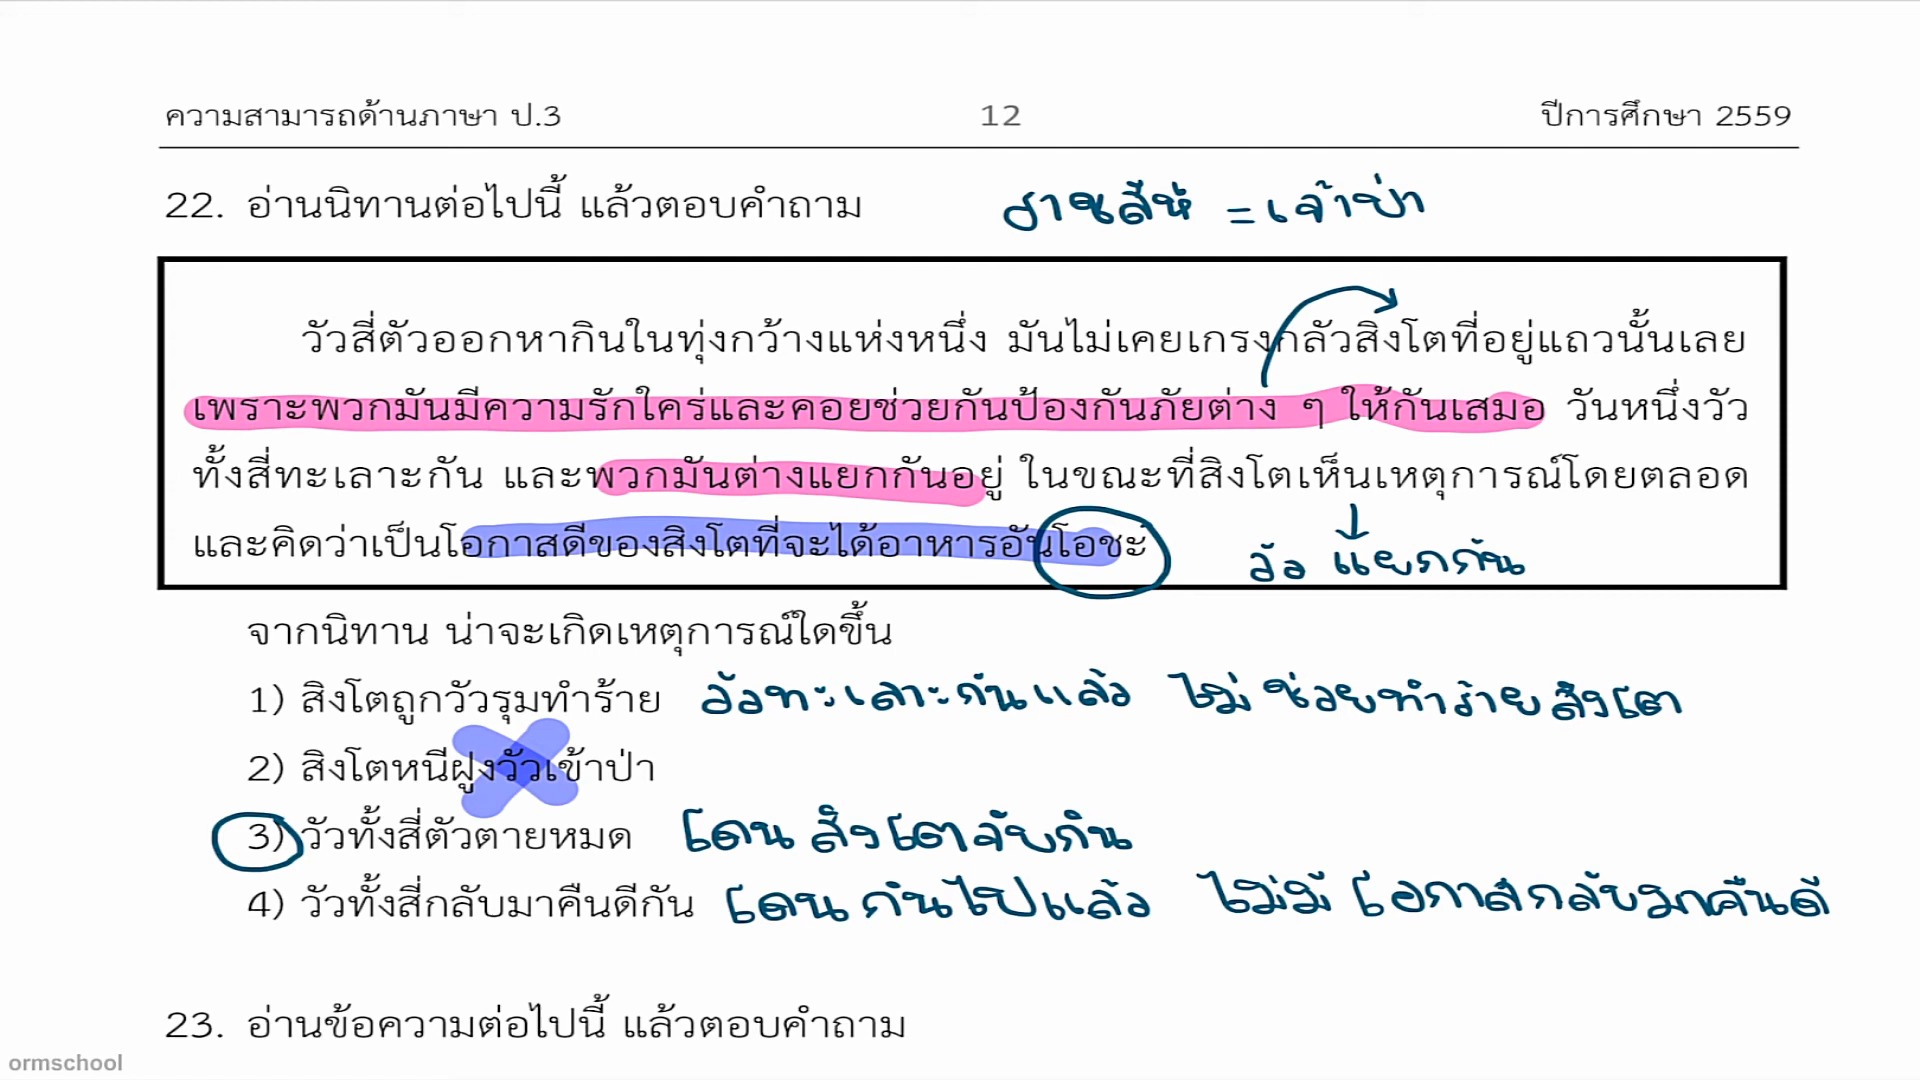 ความสามารถด้านภาษา ป.3 12 ปีการศึกษา 2559
22. อ่านนิทานต่อไปนี้ แล้วตอบคำถาม ราชสีห์ = เจ้าป่า
วัวสี่ตัวออกหากินในทุ่งกว้างแห่งหนึ่ง มันไม่เคยเกรงกลัวสิงโตที่อยู่แถวนั้นเลย
เพราะพวกมันมีความรักใคร่และคอยช่วยกันป้องกันภัยต่าง ๆ ให้กันเสมอ วันหนึ่งวัว
ทั้งสี่ทะเลาะกัน และพวกมันต่างแยกกันอยู่ ในขณะที่สิงโตเห็นเหตุการณ์โดยตลอด
และคิดว่าเป็นโอกาสดีของสิงโตที่จะได้อาหารอันโอชะ
วัว แยกกัน
จากนิทาน น่าจะเกิดเหตุการณ์ใดขึ้น
1) สิงโตถูกวัวรุมทำร้าย วัวทะเลาะกันแล้ว ไม่ ช่วยทำร้ายสิงโต
2) สิงโตหนีฝูงวัวเข้าป่า
3) วัวทั้งสี่ตัวตายหมด โดน สิงโตจับกิน
4) วัวทั้งสี่กลับมาคืนดีกัน โดน กินไปแล้ว ไม่มี โอกาสกลับมาคืนดี
23. อ่านข้อความต่อไปนี้ แล้วตอบคำถาม
ormschool